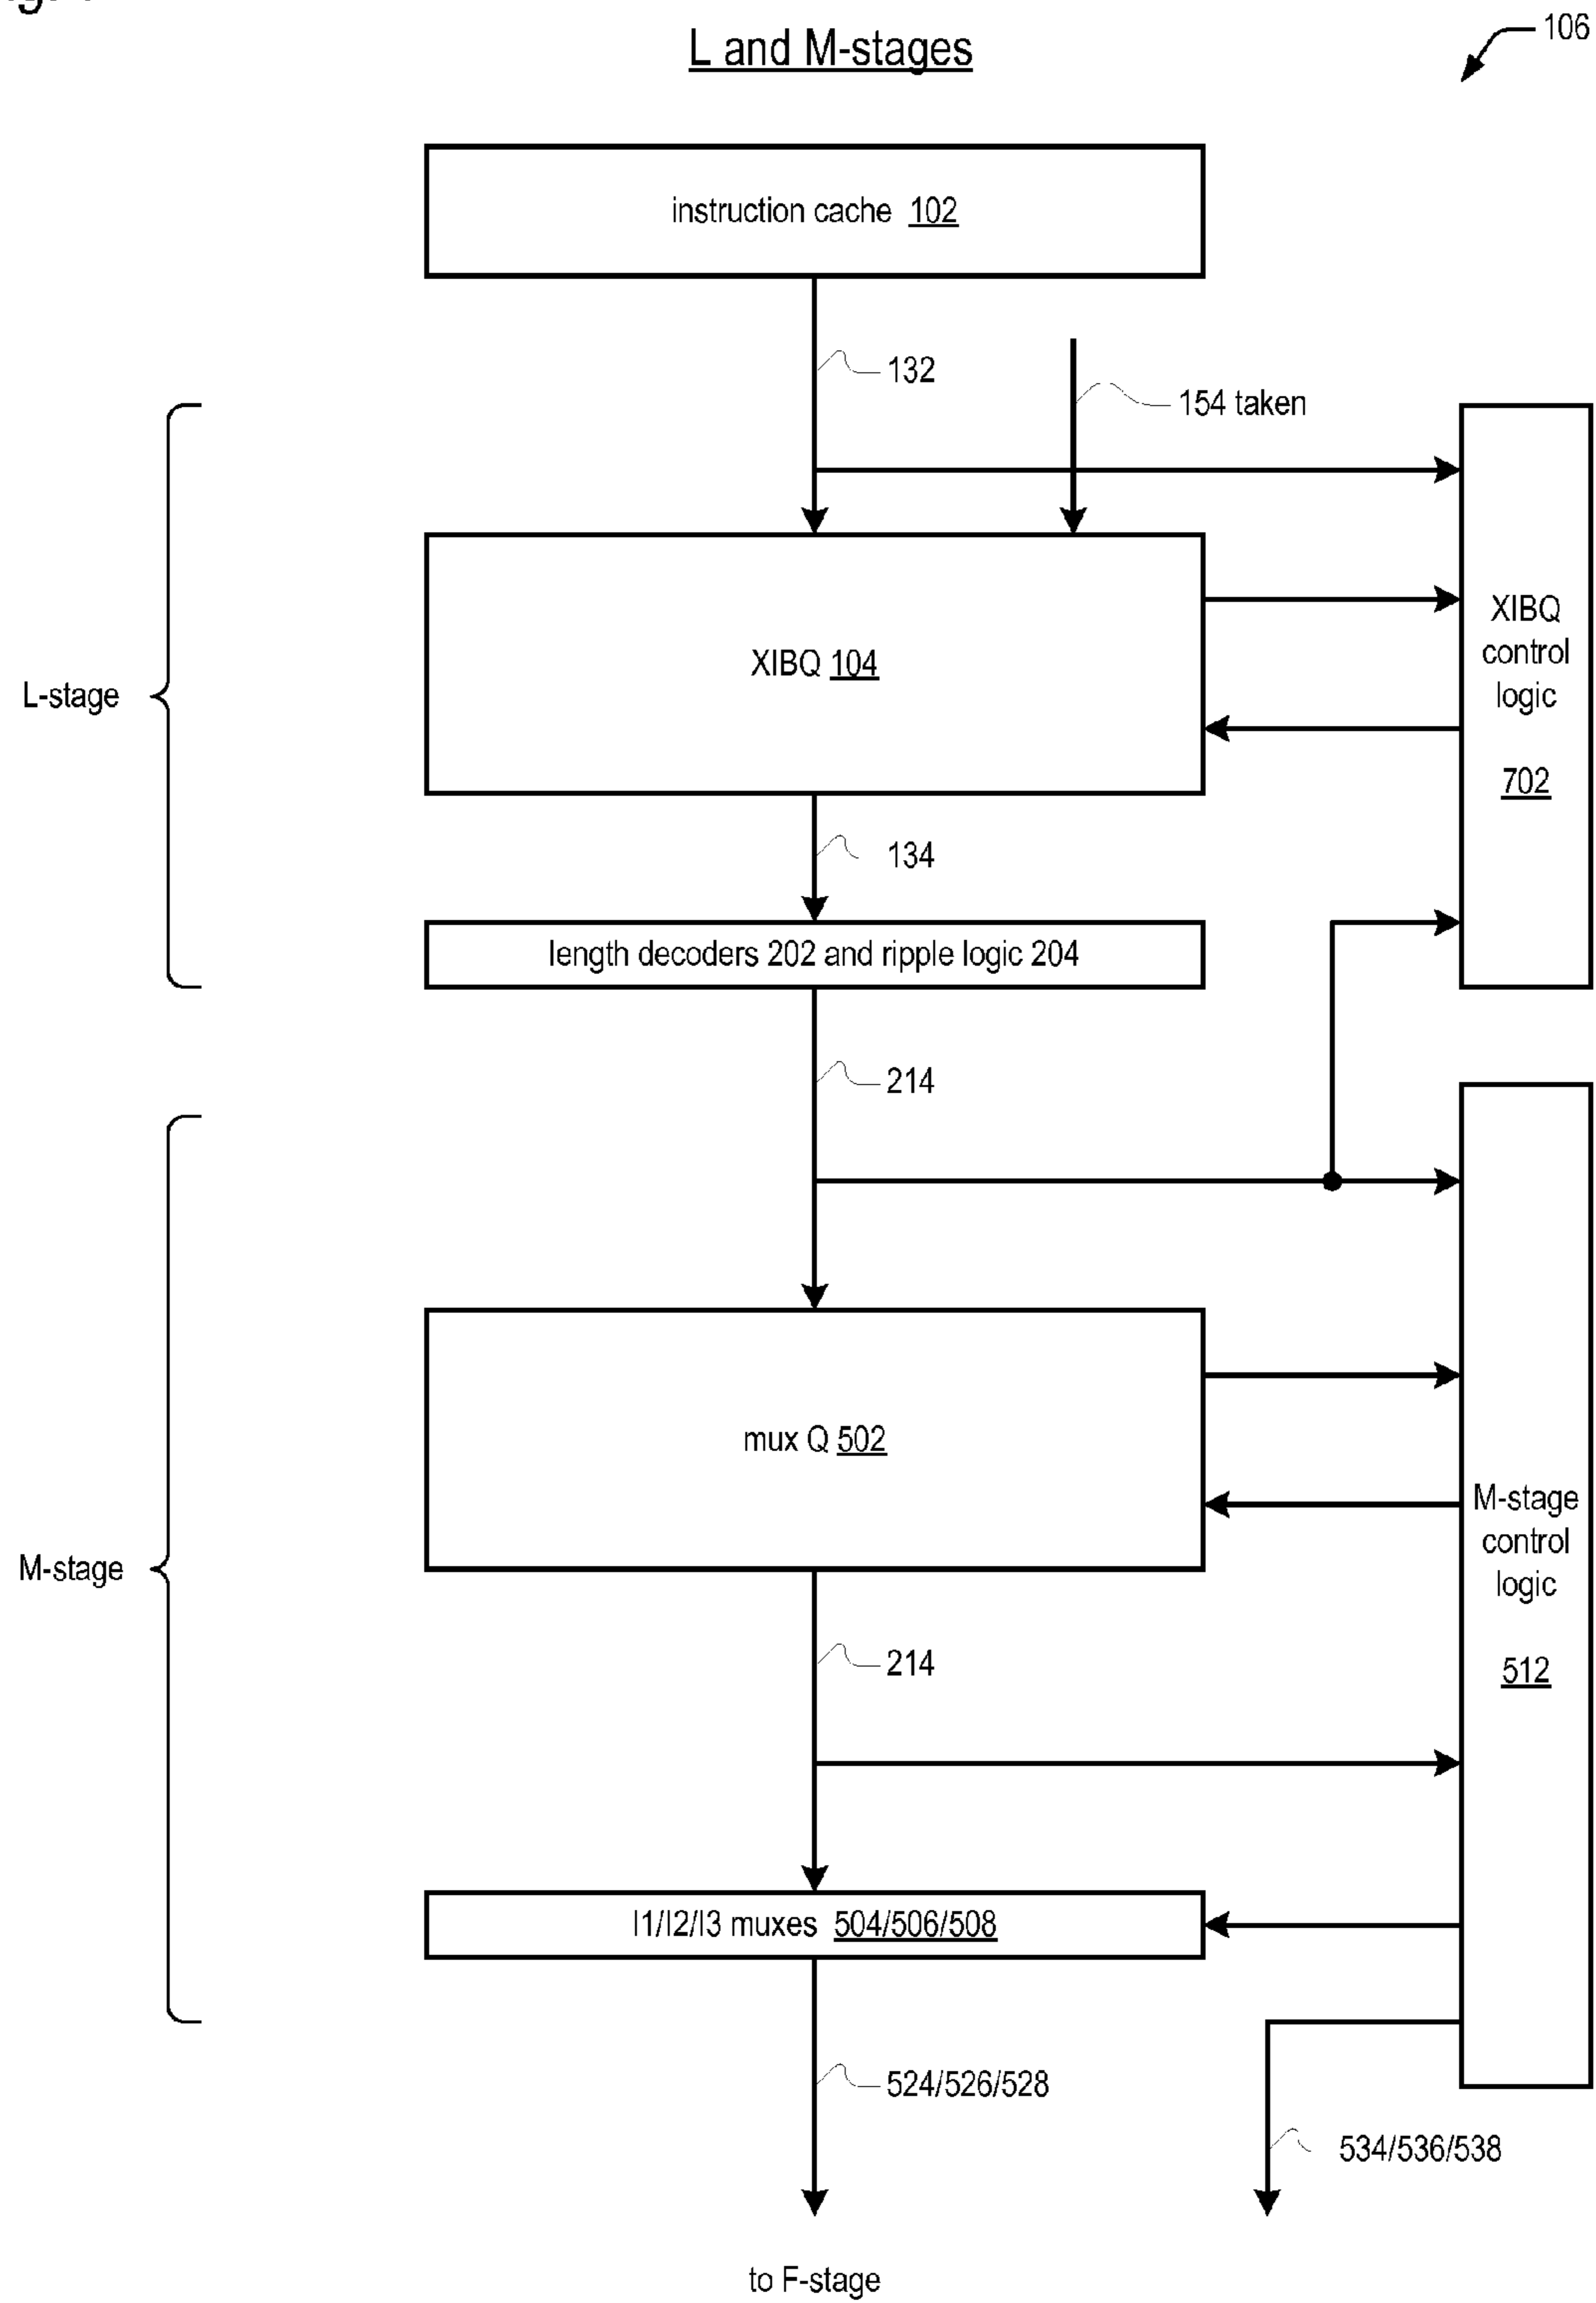 L and M-stages
106
instruction cache 102
132
154 taken
XIBQ 104
XIBQ
control
logic
702
L-stage
134
length decoders 202 and ripple logic 204
214
mux Q 502
M-stage
control
logic
512
M-stage
214
I1/I2/I3 muxes 504/506/508
524/526/528
534/536/538
to F-stage